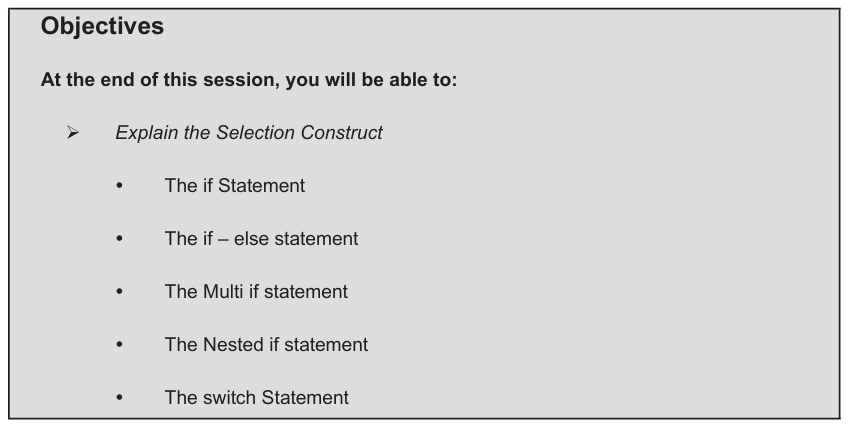 Objectives
At the end of this session, you will be able to:
➢ Explain the Selection Construct
• The if Statement
• The if – else statement
• The Multi if statement
• The Nested if statement
• The switch Statement